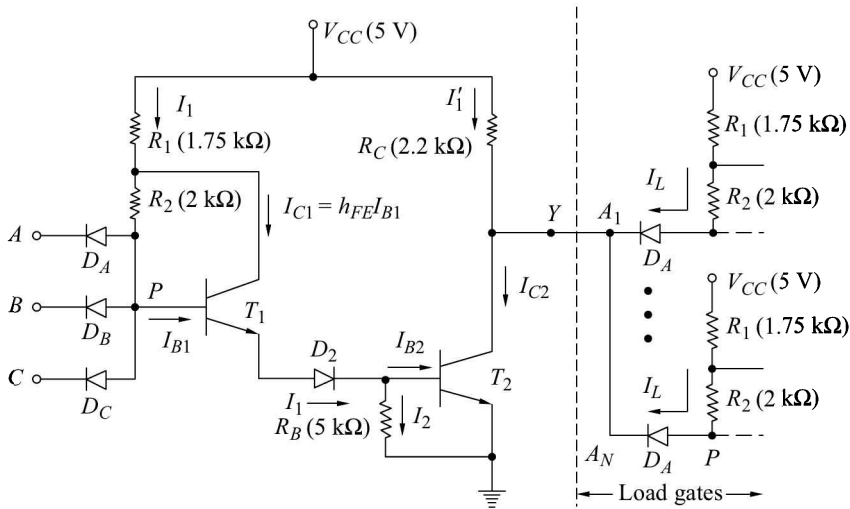 V_CC (5 V)
I_1
R_1 (1.75 kΩ)
R_2 (2 kΩ)
I_C1 = h_FE I_B1
A
D_A
B
D_B
C
D_C
P
I_B1
T_1
D_2
I_1
R_B (5 kΩ)
I_2
I_B2
T_2
I′_1
R_C (2.2 kΩ)
I_C2
Y
A_1
V_CC (5 V)
R_1 (1.75 kΩ)
I_L
R_2 (2 kΩ)
D_A
V_CC (5 V)
R_1 (1.75 kΩ)
I_L
R_2 (2 kΩ)
A_N
D_A
P
Load gates